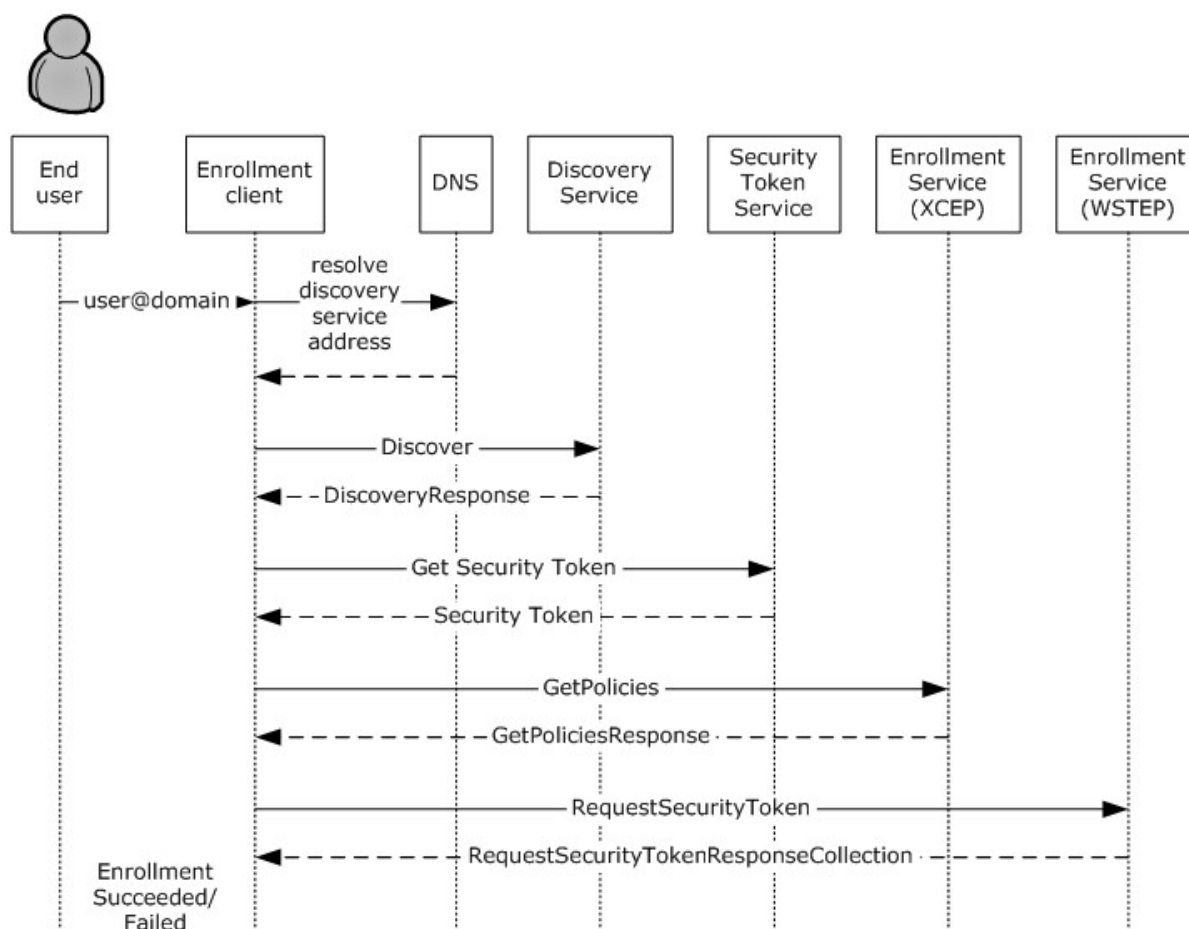 End
user
Enrollment
client
DNS
Discovery
Service
Security
Token
Service
Enrollment
Service
(XCEP)
Enrollment
Service
(WSTEP)
user@domain
resolve
discovery
service
address
Discover
DiscoveryResponse
Get Security Token
Security Token
GetPolicies
GetPoliciesResponse
RequestSecurityToken
RequestSecurityTokenResponseCollection
Enrollment
Succeeded/
Failed